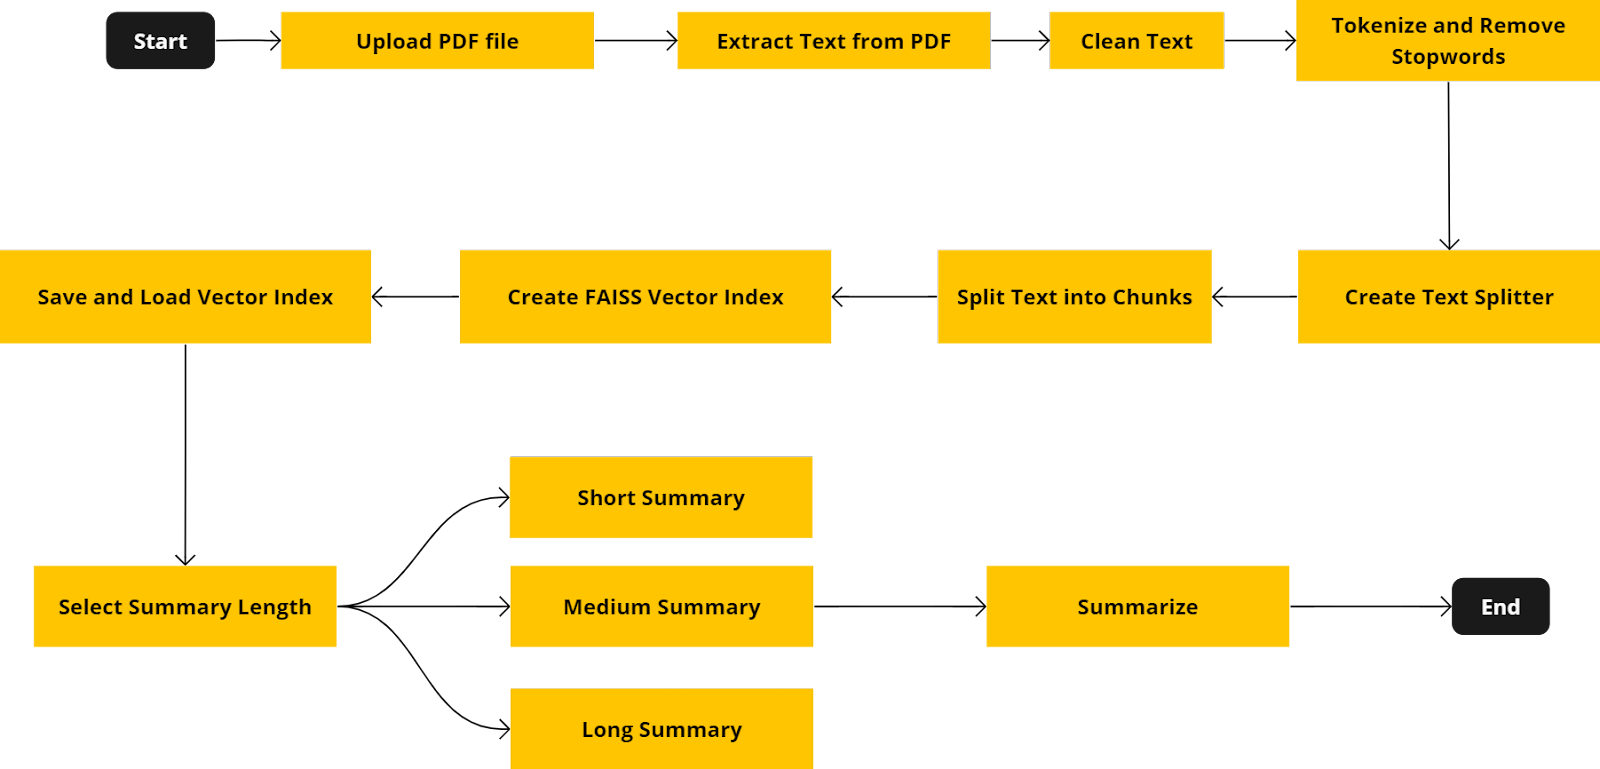 Start
Upload PDF file
Extract Text from PDF
Clean Text
Tokenize and Remove
Stopwords
Create Text Splitter
Split Text into Chunks
Create FAISS Vector Index
Save and Load Vector Index
Select Summary Length
Short Summary
Medium Summary
Long Summary
Summarize
End